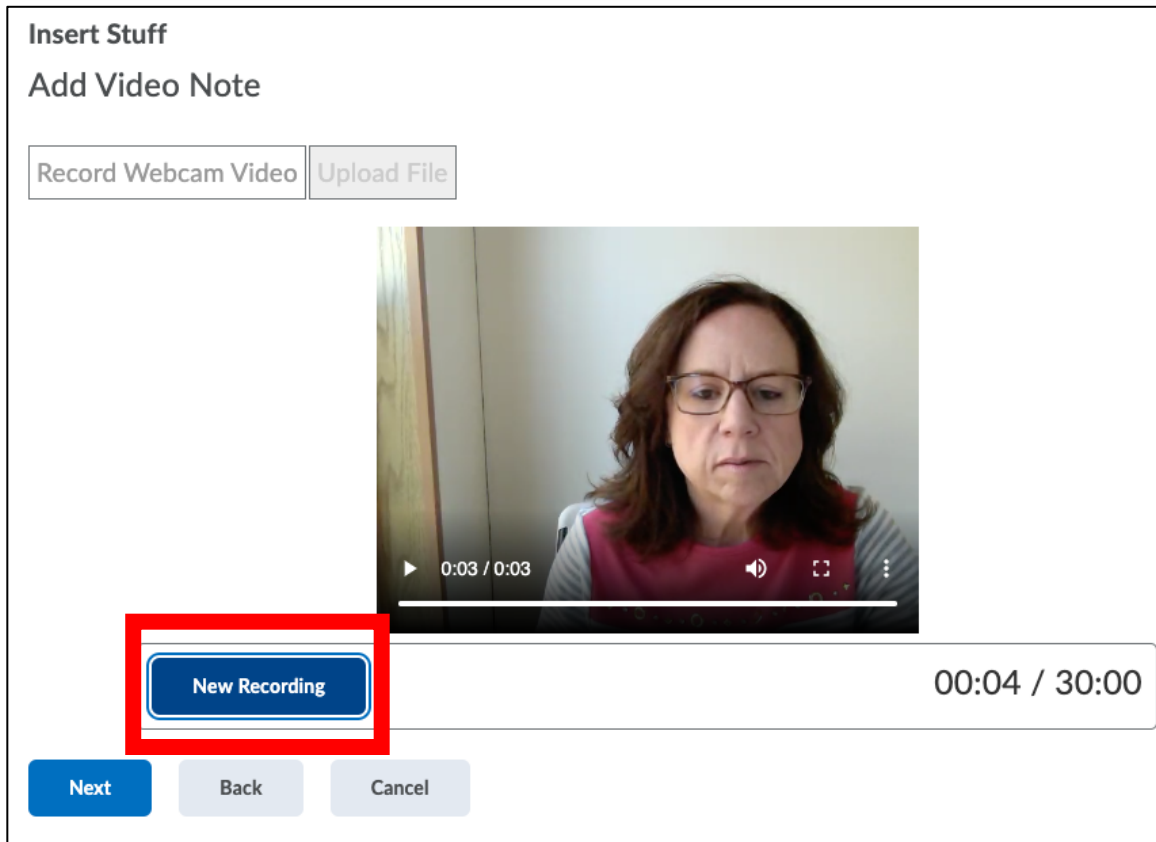 Insert Stuff
Add Video Note
Record Webcam Video Upload File
0:03 / 0:03
New Recording 00:04 / 30:00
Next Back Cancel